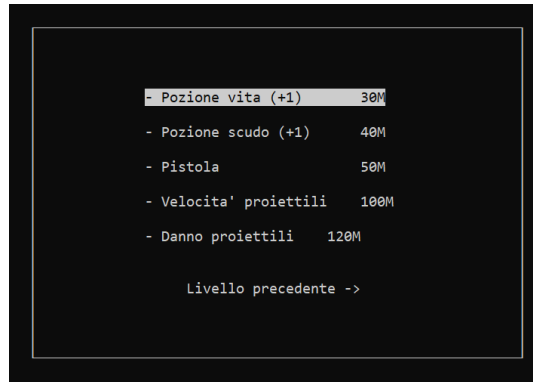 - Pozione vita (+1) 30M
- Pozione scudo (+1) 40M
- Pistola 50M
- Velocita' proiettili 100M
- Danno proiettili 120M
Livello precedente ->